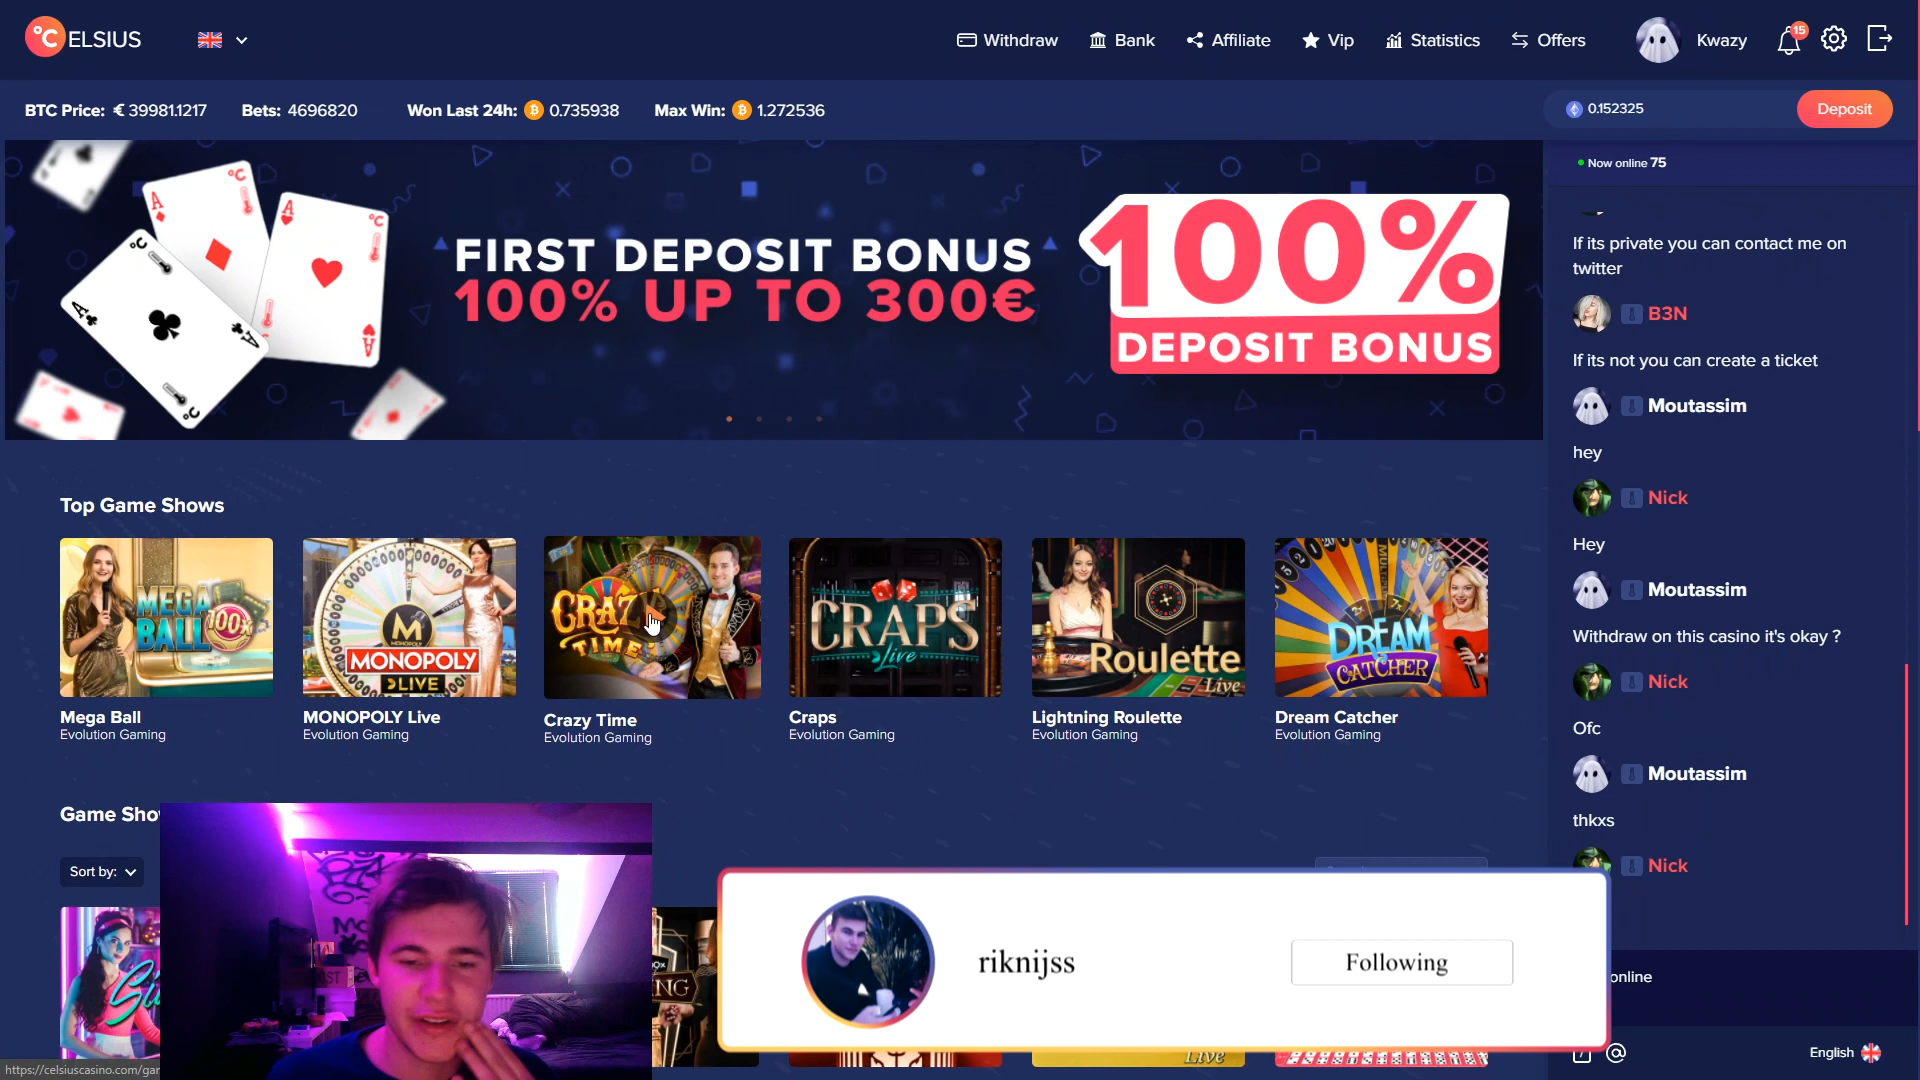 °CELSIUS
Withdraw
Bank
Affiliate
Vip
Statistics
Offers
Kwazy
15
BTC Price: € 39981.1217
Bets: 4696820
Won Last 24h: 0.735938
Max Win: 1.272536
0.152325
Deposit
FIRST DEPOSIT BONUS
100% UP TO 300€
100%
DEPOSIT BONUS
Now online 75
If its private you can contact me on
twitter
B3N
If its not you can create a ticket
Moutassim
hey
Nick
Hey
Moutassim
Withdraw on this casino it's okay ?
Nick
Ofc
Moutassim
thkxs
Nick
Top Game Shows
MEGA BALL 100x
MONOPOLY LIVE
CRAZY TIME
CRAPS Live
Roulette Live
DREAM CATCHER
Mega Ball
Evolution Gaming
MONOPOLY Live
Evolution Gaming
Crazy Time
Evolution Gaming
Craps
Evolution Gaming
Lightning Roulette
Evolution Gaming
Dream Catcher
Evolution Gaming
Game Sho
Sort by:
riknijss
Following
Live
online
English
https://celsiuscasino.com/gar